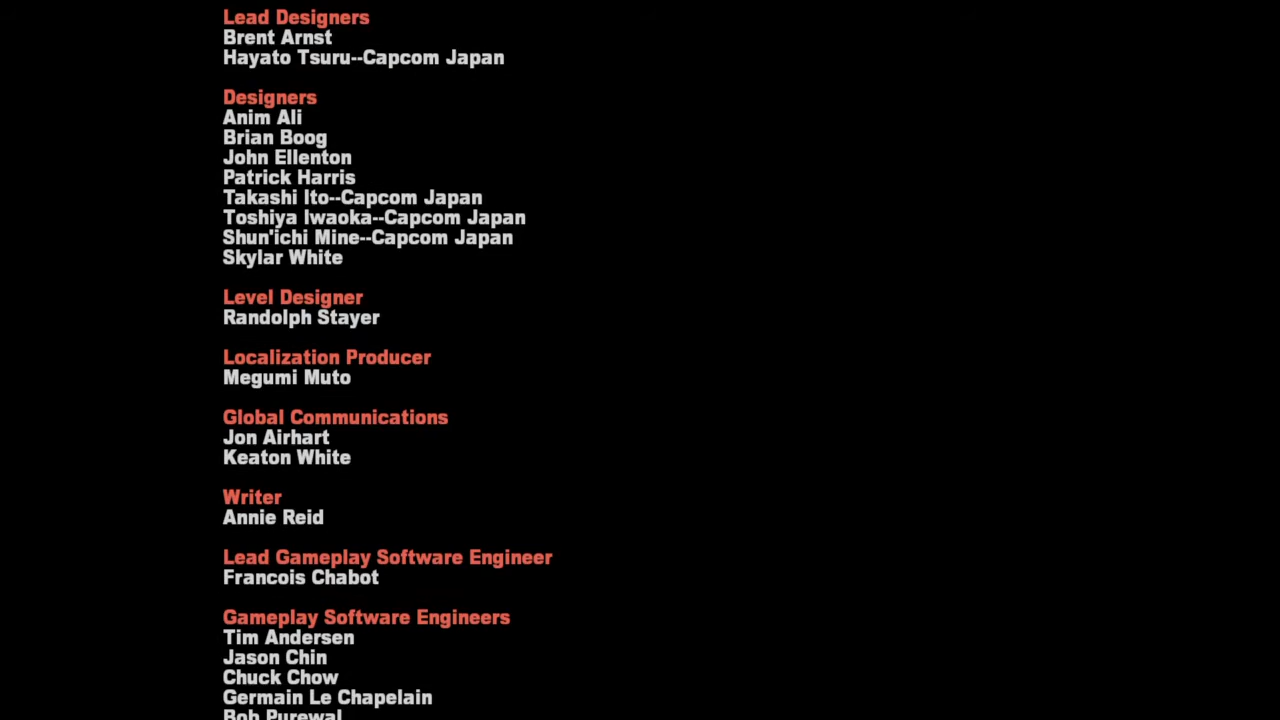 Lead Designers
Brent Arnst
Hayato Tsuru--Capcom Japan
Designers
Anim Ali
Brian Boog
John Ellenton
Patrick Harris
Takashi Ito--Capcom Japan
Toshiya Iwaoka--Capcom Japan
Shun'ichi Mine--Capcom Japan
Skylar White
Level Designer
Randolph Stayer
Localization Producer
Megumi Muto
Global Communications
Jon Airhart
Keaton White
Writer
Annie Reid
Lead Gameplay Software Engineer
Francois Chabot
Gameplay Software Engineers
Tim Andersen
Jason Chin
Chuck Chow
Germain Le Chapelain
Bob Purewal